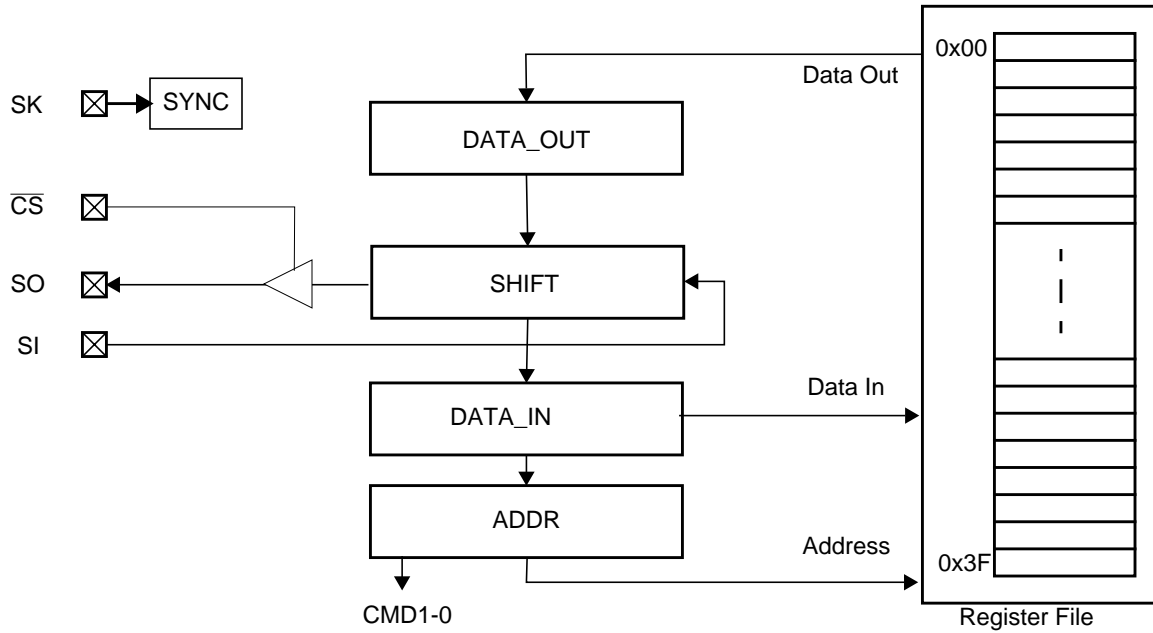 0x00
Data Out
SK
SYNC
DATA_OUT
CS
SO
SHIFT
SI
Data In
DATA_IN
ADDR
Address
0x3F
CMD1-0
Register File